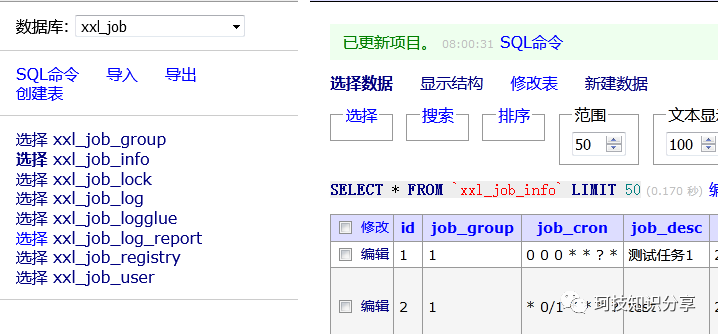 数据库: xxl_job
SQL命令 导入 导出
创建表
选择 xxl_job_group
选择 xxl_job_info
选择 xxl_job_lock
选择 xxl_job_log
选择 xxl_job_logglue
选择 xxl_job_log_report
选择 xxl_job_registry
选择 xxl_job_user
已更新项目。 08:00:31 SQL命令
选择数据 显示结构 修改表 新建数据
选择 搜索 排序 范围 文本显示
50 100
SELECT * FROM `xxl_job_info` LIMIT 50 (0.170 秒)
修改 id job_group job_cron job_desc
编辑 1 1 0 0 0 * * ? * 测试任务1
编辑 2 1 * 0/1 test
珂技知识分享